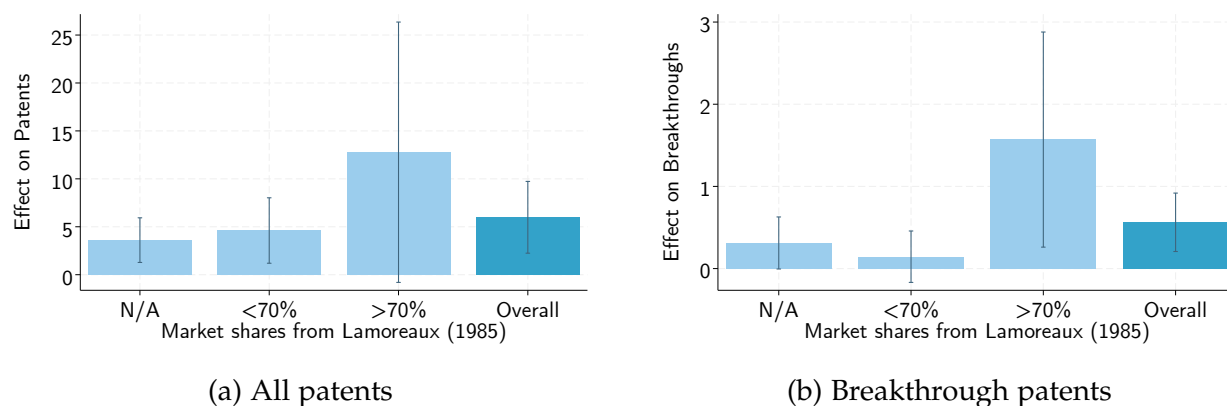 Effect on Patents
25
20
15
10
5
0
N/A
<70%
>70%
Overall
Market shares from Lamoreaux (1985)
(a) All patents
Effect on Breakthroughs
3
2
1
0
N/A
<70%
>70%
Overall
Market shares from Lamoreaux (1985)
(b) Breakthrough patents